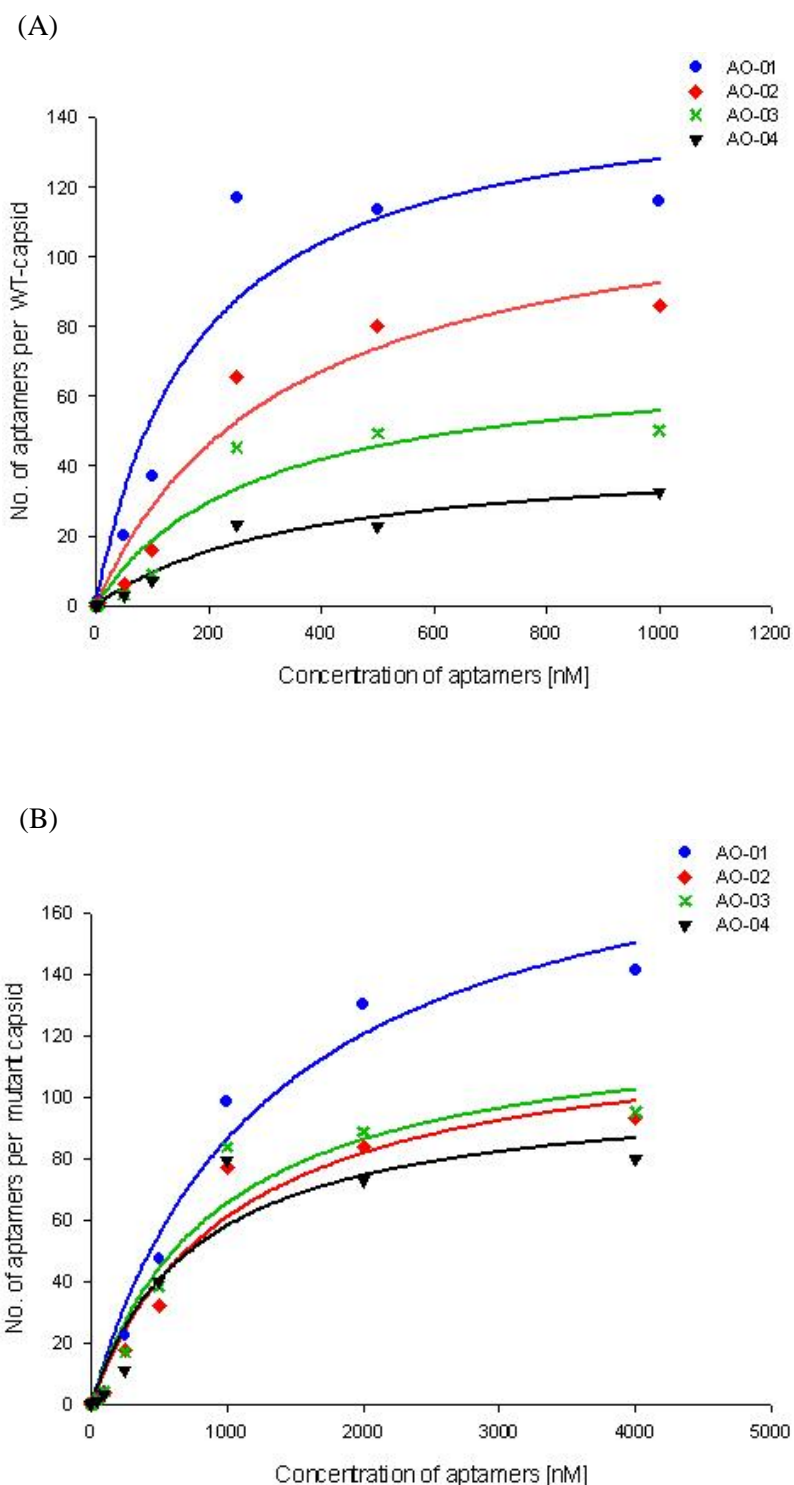 (A)
AO-01
AO-02
AO-03
AO-04
140
120
100
80
60
40
20
0
No. of aptamers per WT-capsid
0 200 400 600 800 1000 1200
Concentration of aptamers [nM]
(B)
AO-01
AO-02
AO-03
AO-04
160
140
120
100
80
60
40
20
0
No. of aptamers per mutant capsid
0 1000 2000 3000 4000 5000
Concentration of aptamers [nM]